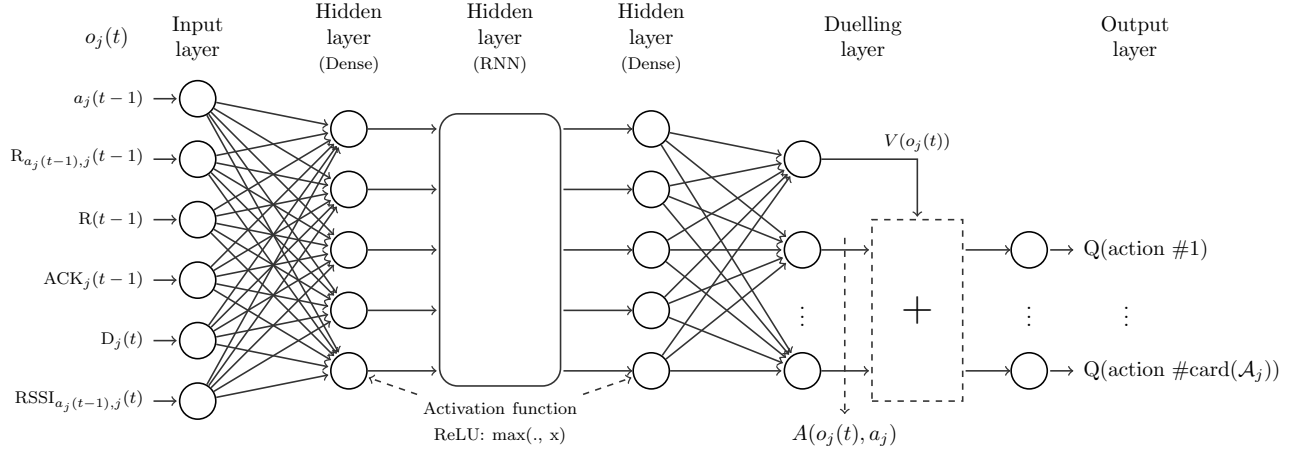 o_j(t)
Input
layer
Hidden
layer
(Dense)
Hidden
layer
(RNN)
Hidden
layer
(Dense)
Duelling
layer
Output
layer
a_j(t − 1)
R_{a_j(t−1),j}(t − 1)
R(t − 1)
ACK_j(t − 1)
D_j(t)
RSSI_{a_j(t−1),j}(t)
V(o_j(t))
+
⋮
⋮
⋮
Q(action #1)
Q(action #card(𝒜_j))
Activation function
ReLU: max(., x)
A(o_j(t), a_j)